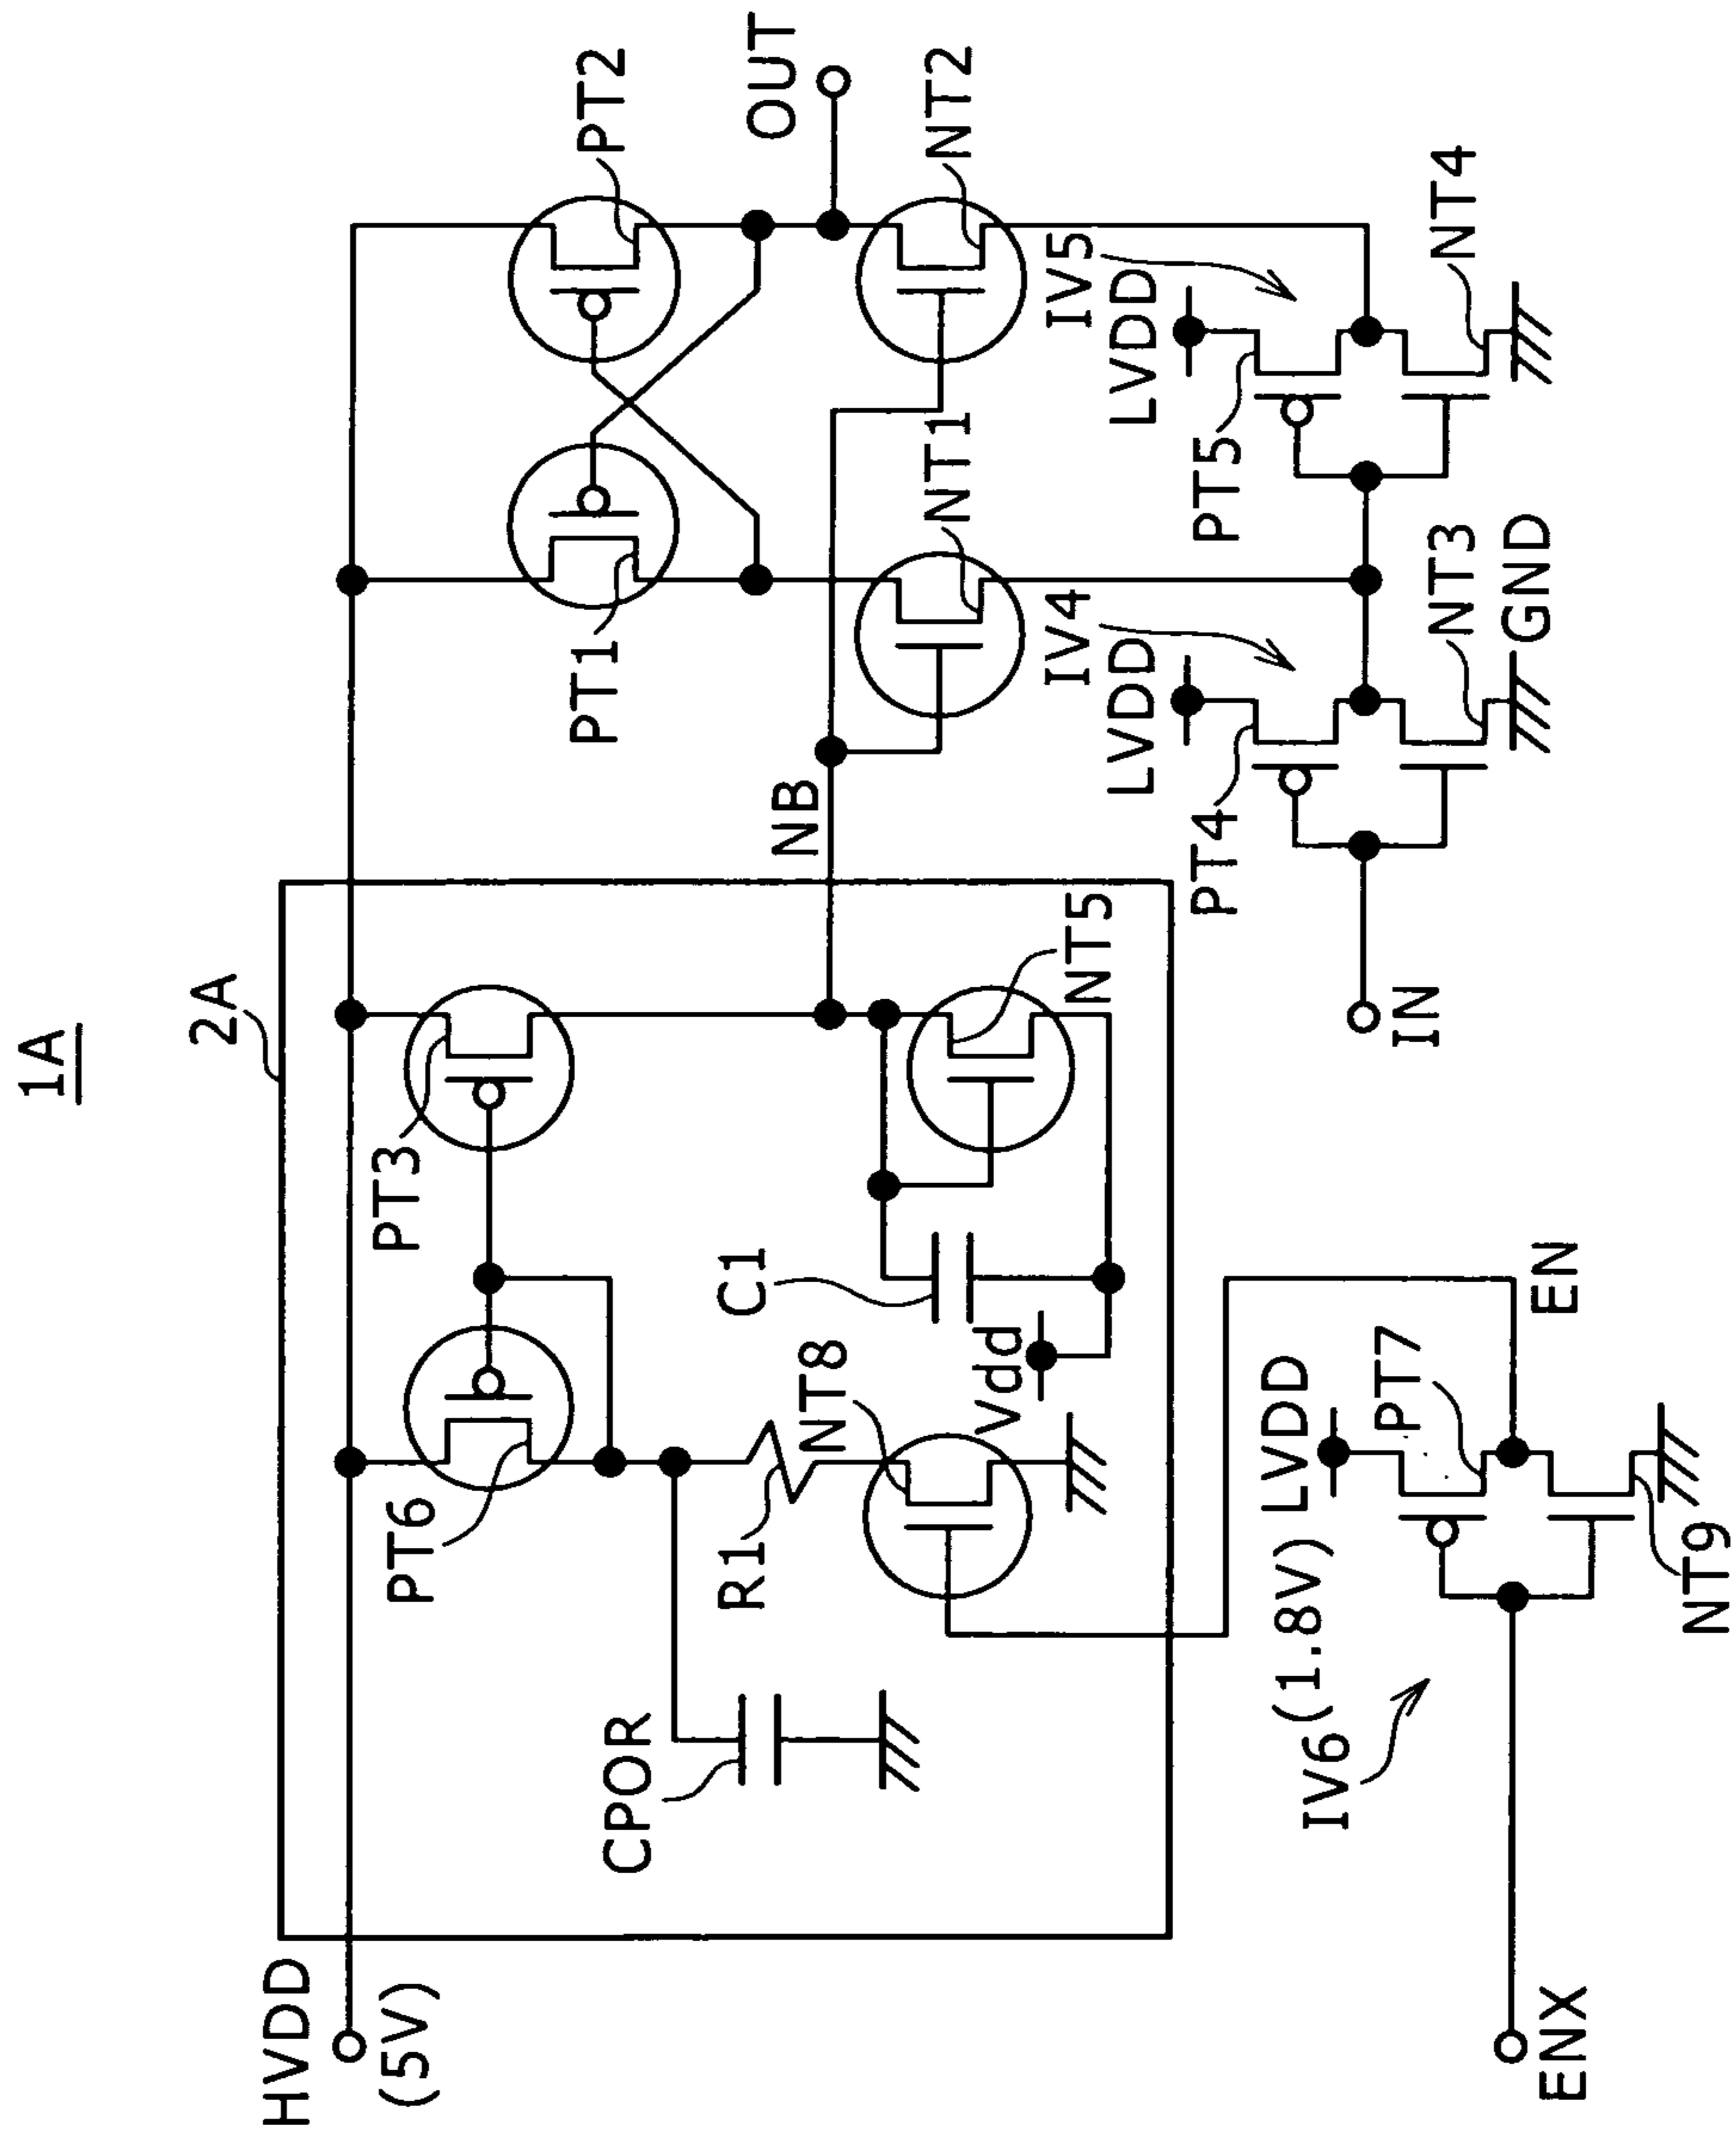 1A
2A
HVDD
(5V)
PT6
PT3
PT1
PT2
OUT
CPOR
R1
NT8
C1
Vdd
NT5
NB
NT1
NT2
IV4
LVDD
PT4
IV5
LVDD
PT5
NT4
NT3
GND
IN
IV6
LVDD
(1.8V)
PT7
EN
NT9
ENX